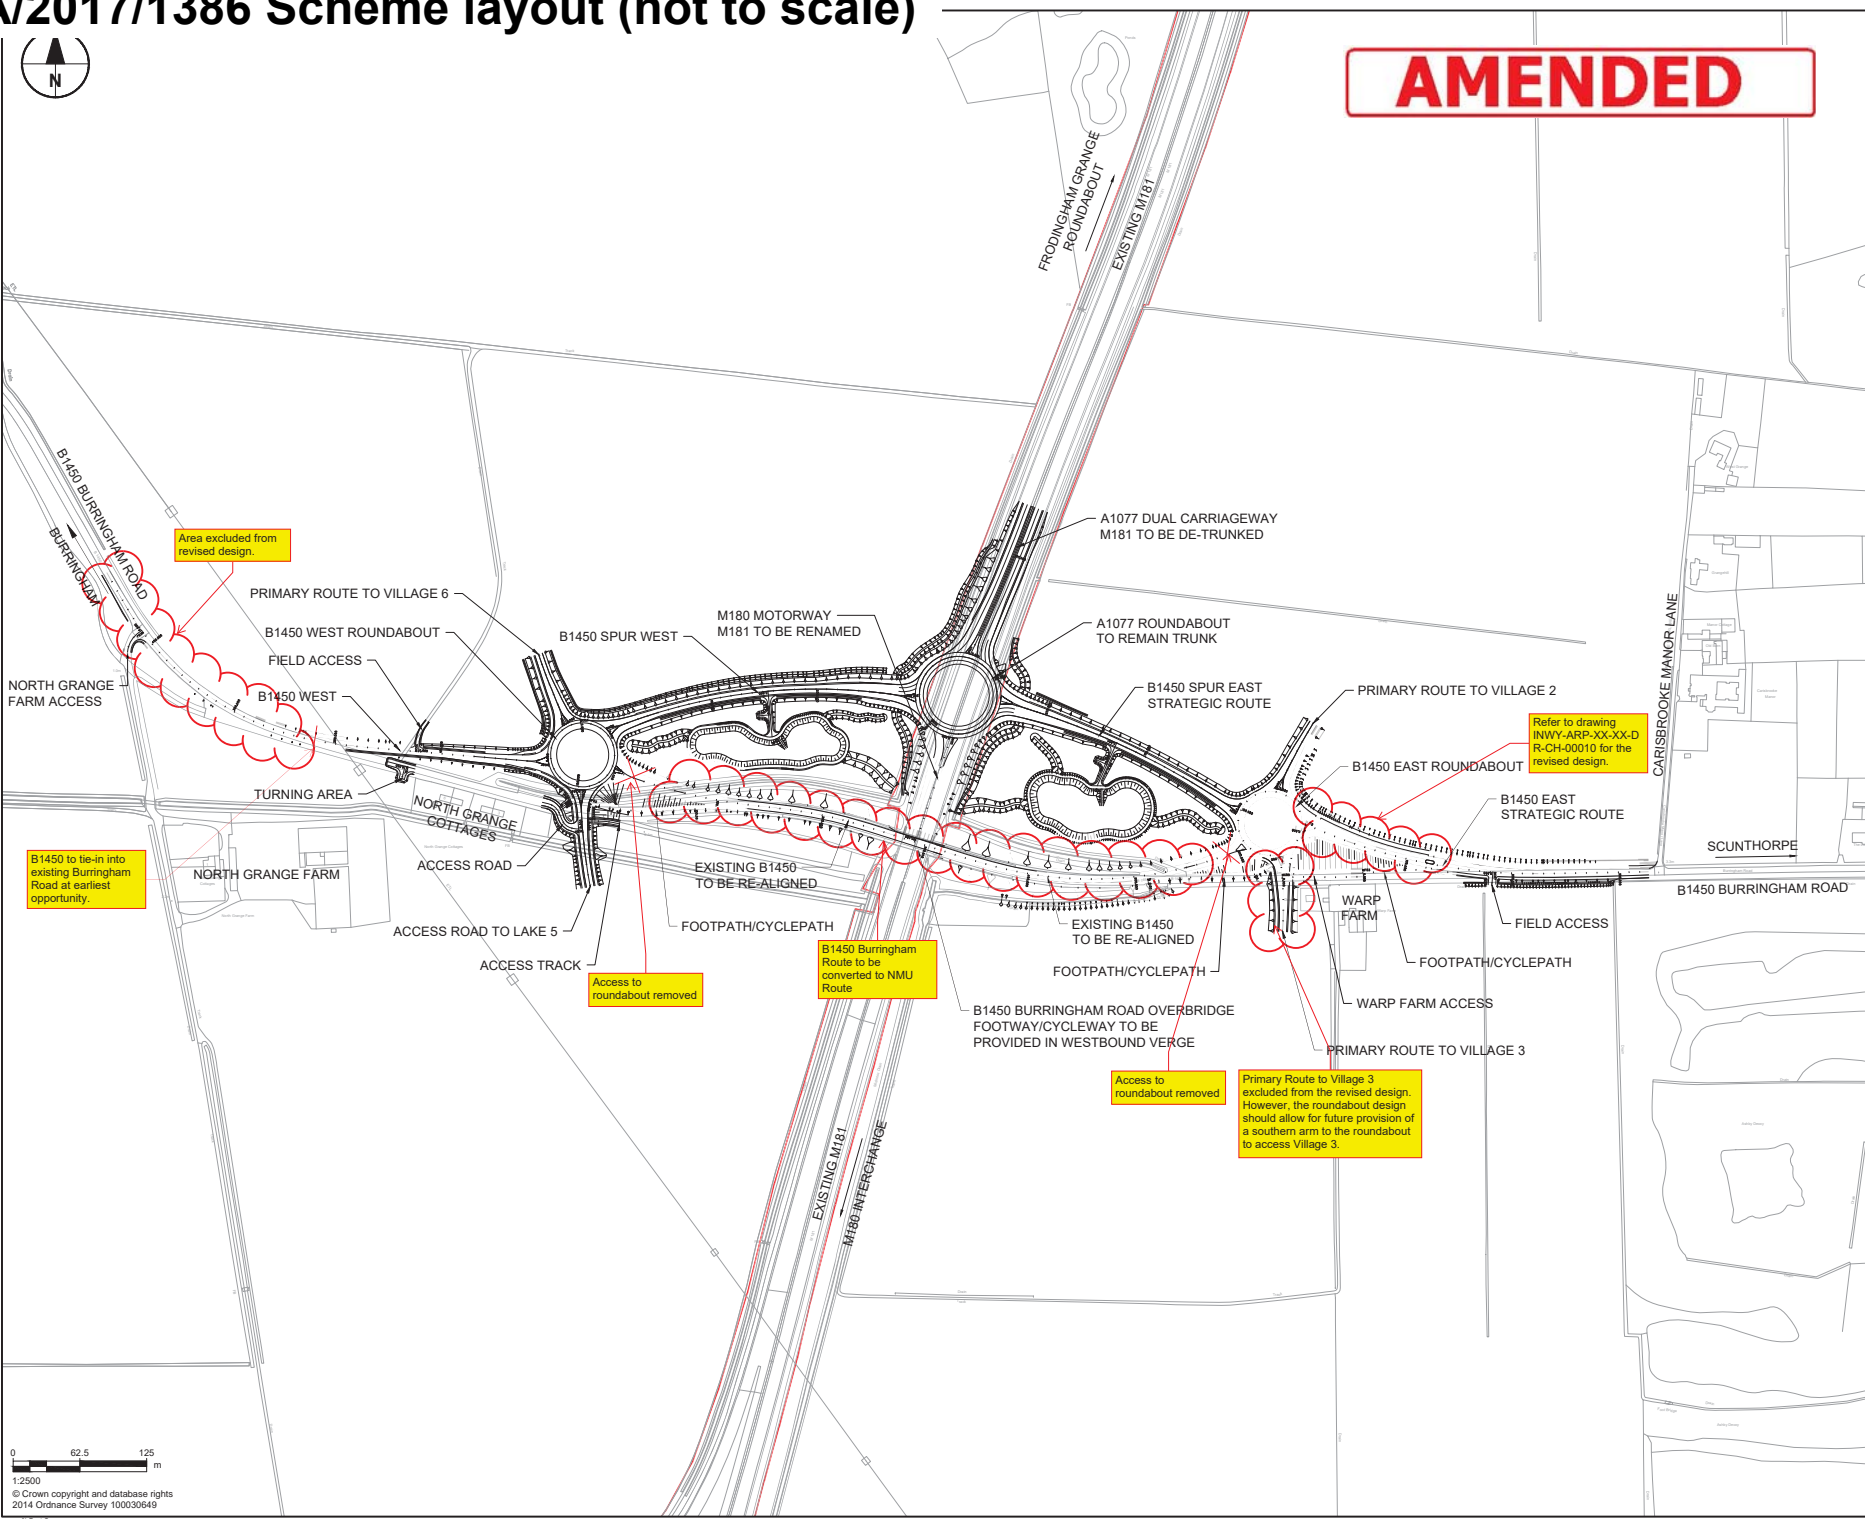 /2017/1386 Scheme layout (not to scale)
N
AMENDED
FRODINGHAM GRANGE
ROUNDABOUT
EXISTING M181
B1450 BURRINGHAM ROAD
BURRINGHAM
Area excluded from
revised design.
PRIMARY ROUTE TO VILLAGE 6
B1450 WEST ROUNDABOUT
FIELD ACCESS
B1450 WEST
NORTH GRANGE
FARM ACCESS
TURNING AREA
B1450 SPUR WEST
M180 MOTORWAY
M181 TO BE RENAMED
A1077 DUAL CARRIAGEWAY
M181 TO BE DE-TRUNKED
A1077 ROUNDABOUT
TO REMAIN TRUNK
B1450 SPUR EAST
STRATEGIC ROUTE
PRIMARY ROUTE TO VILLAGE 2
Refer to drawing
INWY-ARP-XX-XX-D
R-CH-00010 for the
revised design.
CARISBROOKE MANOR LANE
B1450 EAST ROUNDABOUT
B1450 EAST
STRATEGIC ROUTE
SCUNTHORPE
B1450 BURRINGHAM ROAD
FIELD ACCESS
WARP
FARM
FOOTPATH/CYCLEPATH
WARP FARM ACCESS
PRIMARY ROUTE TO VILLAGE 3
NORTH GRANGE
COTTAGES
B1450 to tie-in into
existing Burringham
Road at earliest
opportunity.
NORTH GRANGE FARM
ACCESS ROAD
ACCESS ROAD TO LAKE 5
ACCESS TRACK
EXISTING B1450
TO BE RE-ALIGNED
FOOTPATH/CYCLEPATH
Access to
roundabout removed
B1450 Burringham
Route to be
converted to NMU
Route
EXISTING B1450
TO BE RE-ALIGNED
FOOTPATH/CYCLEPATH
B1450 BURRINGHAM ROAD OVERBRIDGE
FOOTWAY/CYCLEWAY TO BE
PROVIDED IN WESTBOUND VERGE
Access to
roundabout removed
Primary Route to Village 3
excluded from the revised design.
However, the roundabout design
should allow for future provision of
a southern arm to the roundabout
to access Village 3.
EXISTING M181
M180 INTERCHANGE
0 62.5 125
m
1:2500
© Crown copyright and database rights
2014 Ordnance Survey 100030649